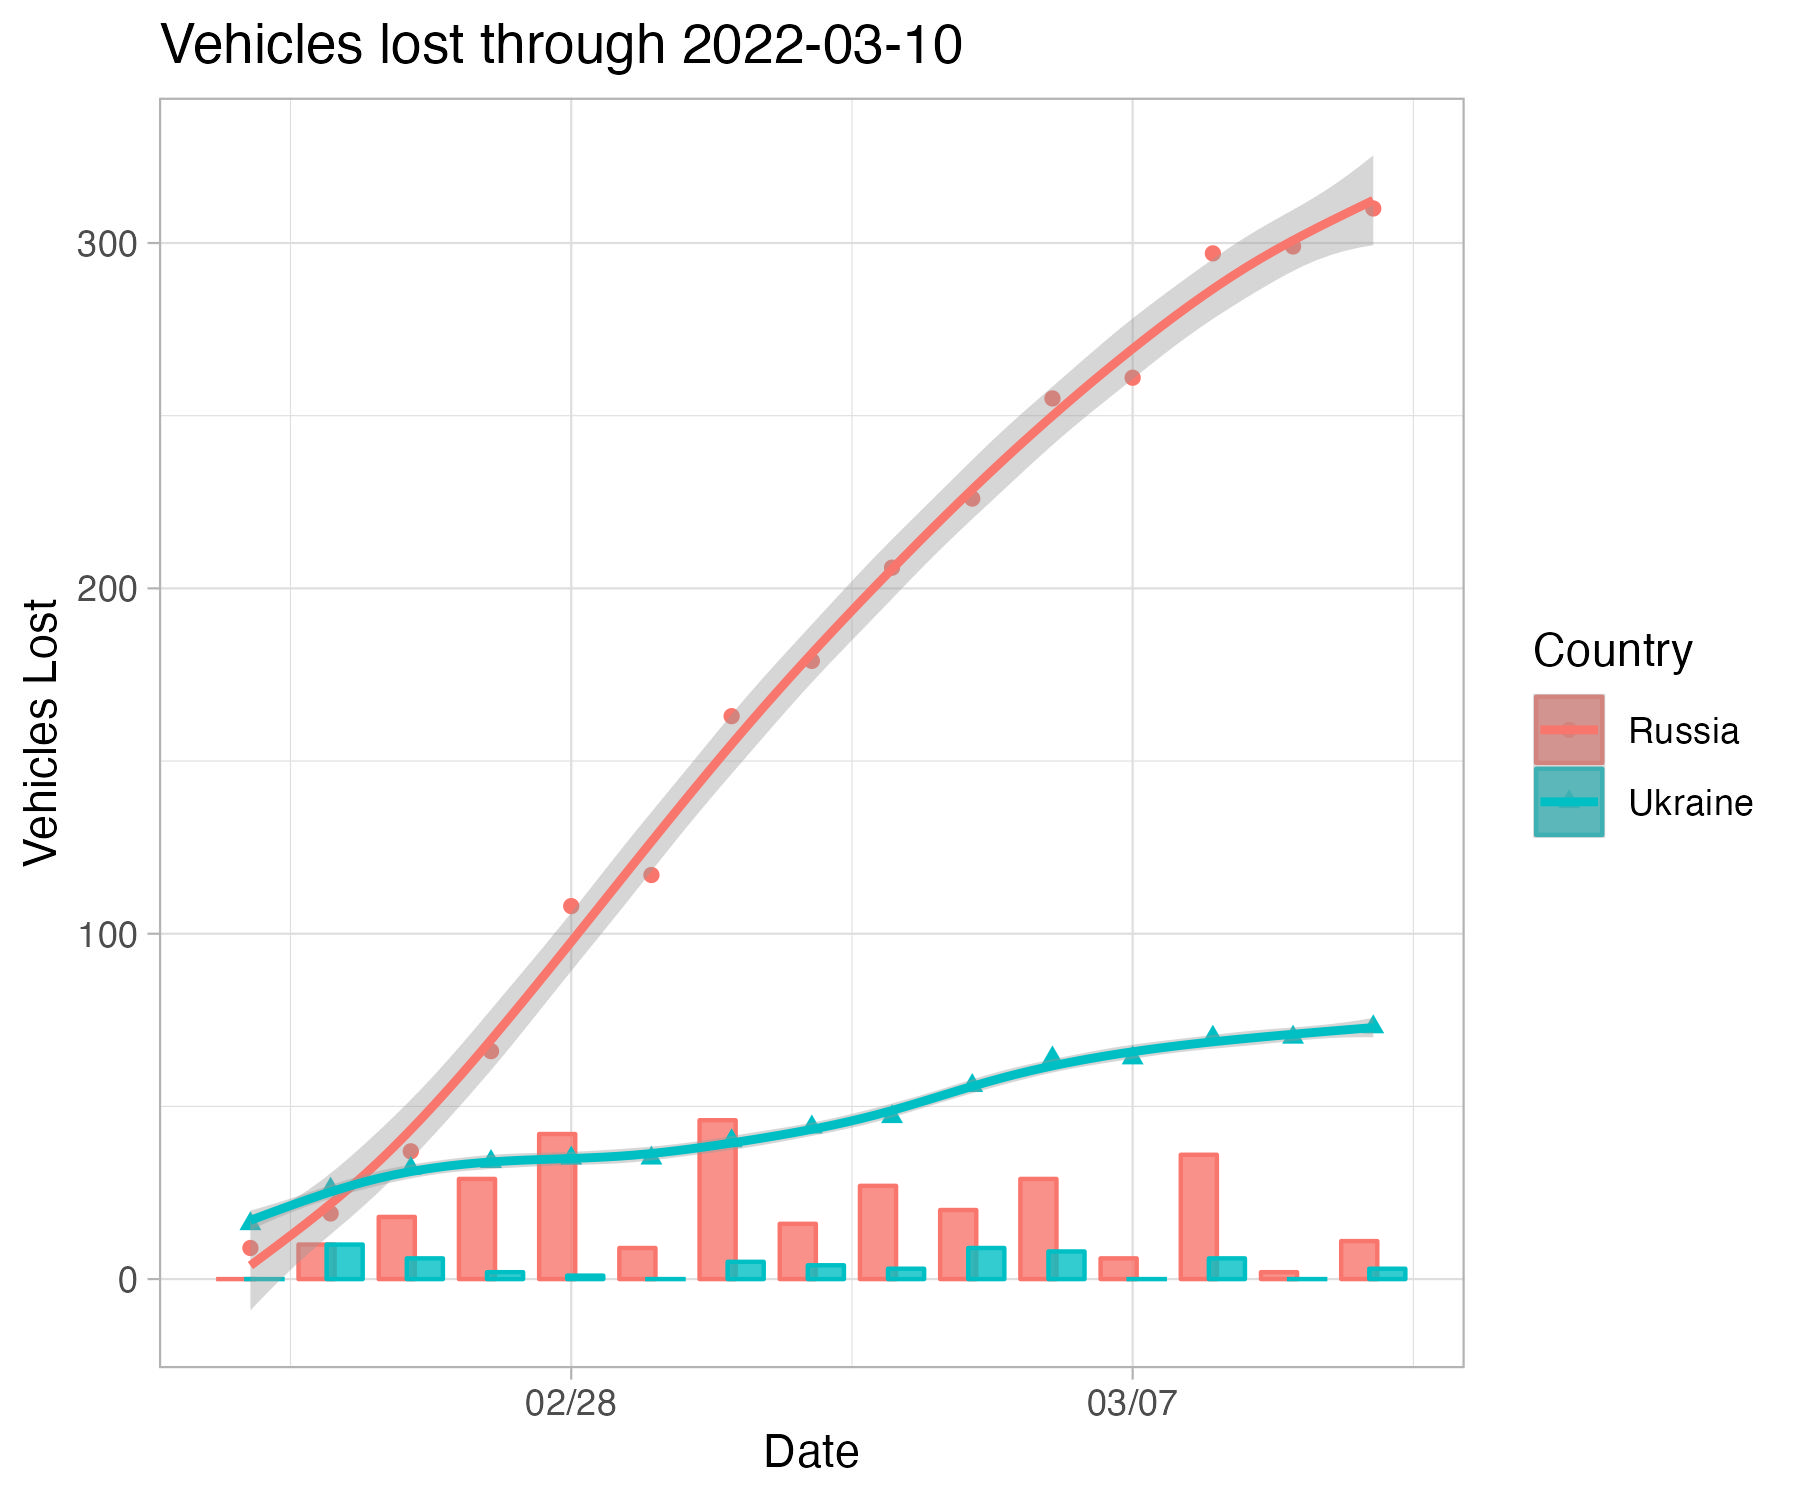 Vehicles lost through 2022-03-10
Vehicles Lost
300
200
100
0
02/28
03/07
Date
Country
Russia
Ukraine